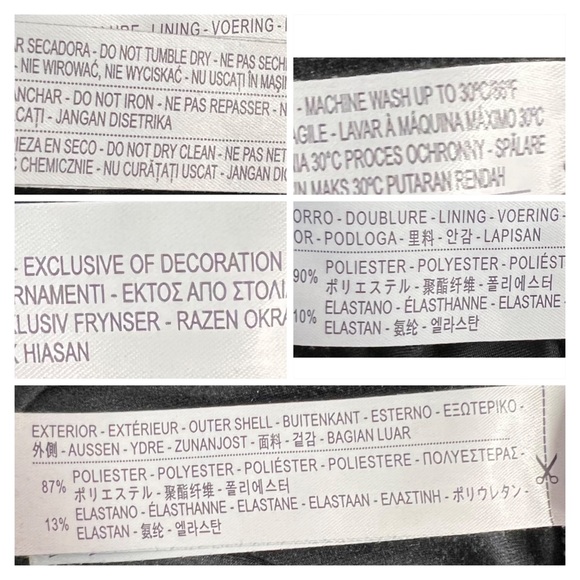 DURE - LINING - VOERING -
R SECADORA - DO NOT TUMBLE DRY - NE PAS SECH
- NIE WIROWAĆ, NIE WYCISKAĆ - NU USCAȚI ÎN MAȘIN
ANCHAR - DO NOT IRON - NE PAS REPASSER - N
CAȚI - JANGAN DISETRIKA
IEZA EN SECO - DO NOT DRY CLEAN - NE PAS NET
CHEMICZNIE - NU CURĂȚAȚI USCAT - JANGAN DI
- MACHINE WASH UP TO 30ºC/86ºF
AGILE - LAVAR À MÁQUINA MÁXIMO 30ºC
IA 30ºC PROCES OCHRONNY - SPĂLARE
IN MAKS 30ºC PUTARAN RENDAH
- EXCLUSIVE OF DECORATION
RNAMENTI - ΕΚΤΟΣ ΑΠΟ ΣΤΟΛΙ
KLUSIV FRYNSER - RAZEN OKRA
HIASAN
ORRO - DOUBLURE - LINING - VOERING -
OR - PODLOGA - 里料 - 안감 - LAPISAN
90% POLIESTER - POLYESTER - POLIÉST
ポリエステル - 聚酯纤维 - 폴리에스터
10% ELASTANO - ÉLASTHANNE - ELASTANE
ELASTAN - 氨纶 - 엘라스탄
EXTERIOR - EXTÉRIEUR - OUTER SHELL - BUITENKANT - ESTERNO - ΕΞΩΤΕΡΙΚΟ -
外側 - AUSSEN - YDRE - ZUNANJOST - 面料 - 겉감 - BAGIAN LUAR
87% POLIESTER - POLYESTER - POLIÉSTER - POLIESTERE - ΠΟΛΥΕΣΤΕΡΑΣ -
ポリエステル - 聚酯纤维 - 폴리에스터
13% ELASTANO - ÉLASTHANNE - ELASTANE - ELASTAAN - ΕΛΑΣΤΙΝΗ - ポリウレタン -
ELASTAN - 氨纶 - 엘라스탄